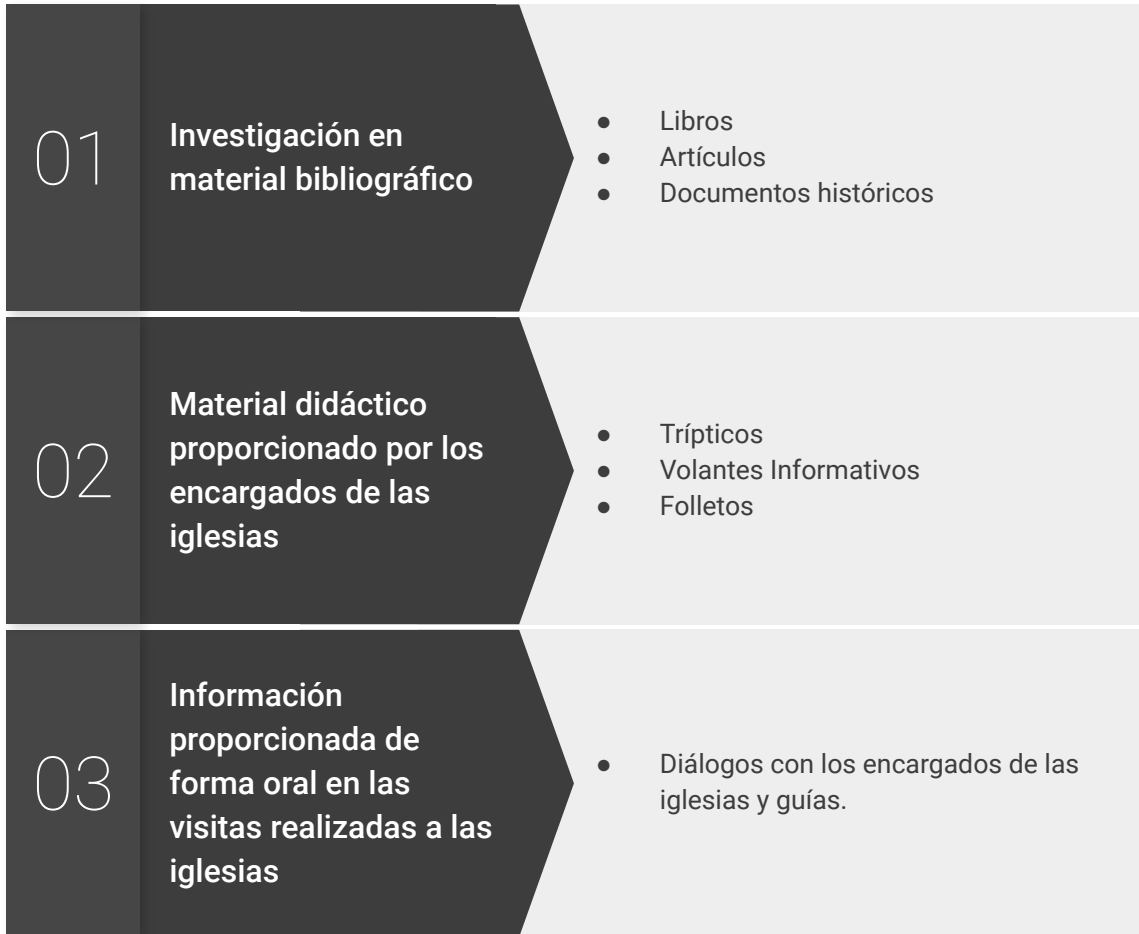 01
Investigación en
material bibliográfico
● Libros
● Artículos
● Documentos históricos
02
Material didáctico
proporcionado por los
encargados de las
iglesias
● Trípticos
● Volantes Informativos
● Folletos
03
Información
proporcionada de
forma oral en las
visitas realizadas a las
iglesias
● Diálogos con los encargados de las
iglesias y guías.